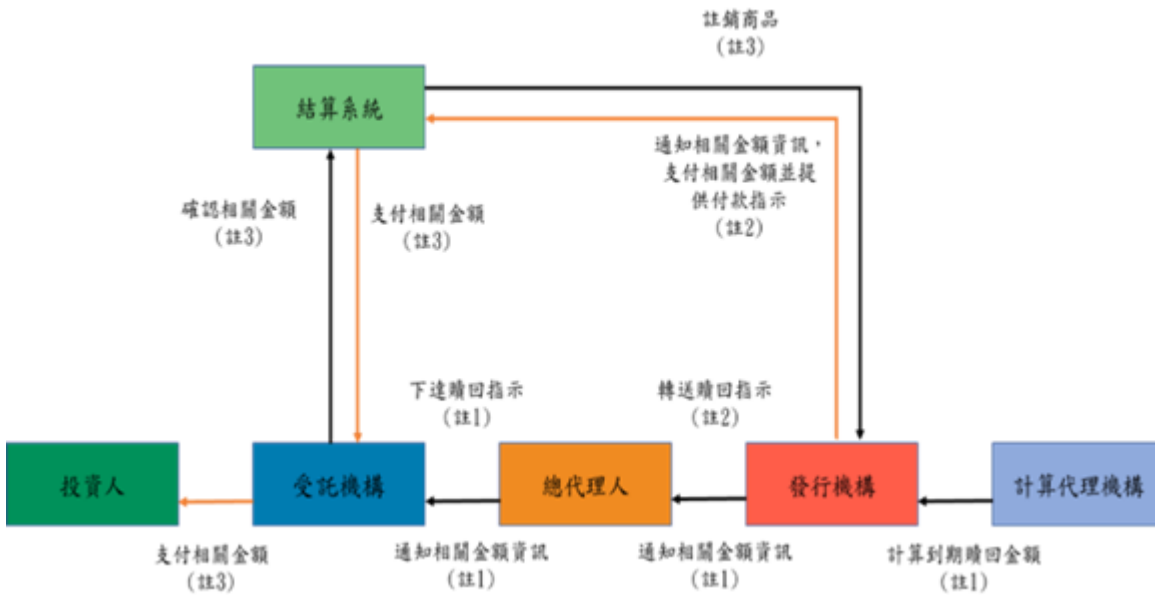 註銷商品
(註3)
結算系統
通知相關金額資訊，
支付相關金額並提
供付款指示
(註2)
確認相關金額
(註3)
支付相關金額
(註3)
下達贖回指示
(註1)
轉送贖回指示
(註2)
投資人
受託機構
總代理人
發行機構
計算代理機構
支付相關金額
(註3)
通知相關金額資訊
(註1)
通知相關金額資訊
(註1)
計算到期贖回金額
(註1)